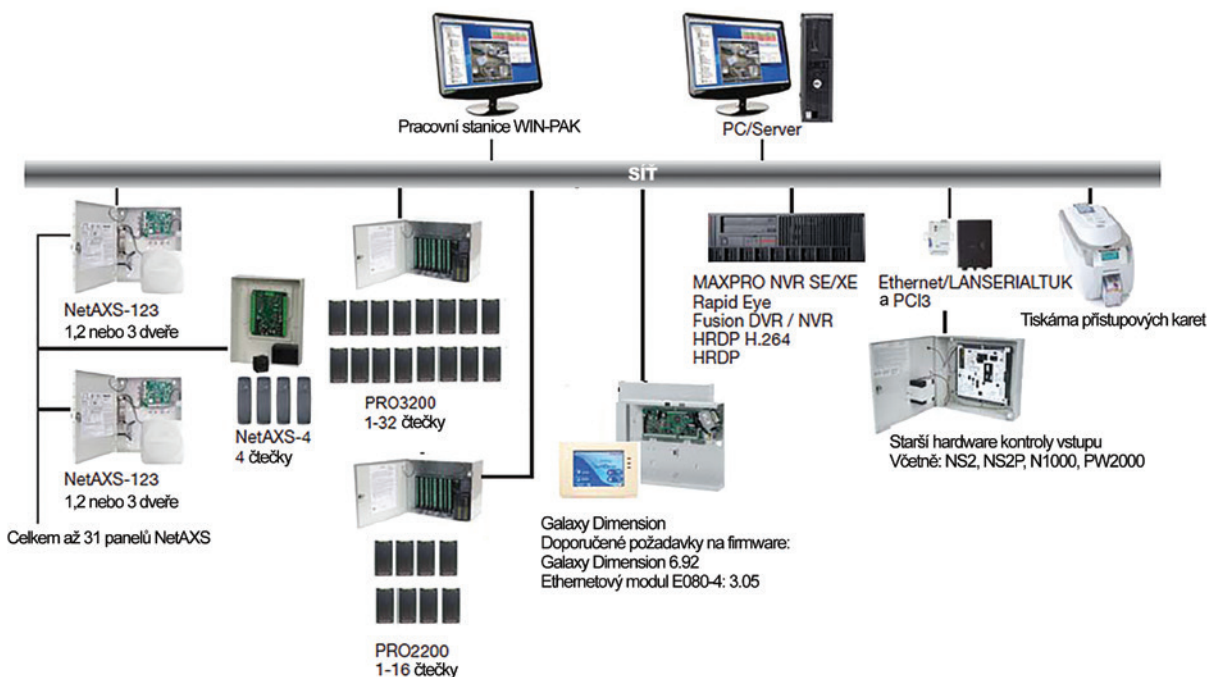 Pracovní stanice WIN-PAK
PC/Server
SÍŤ
NetAXS-123
1,2 nebo 3 dveře
NetAXS-4
4 čtečky
NetAXS-123
1,2 nebo 3 dveře
Celkem až 31 panelů NetAXS
PRO3200
1-32 čtečky
PRO2200
1-16 čtečky
Galaxy Dimension
Doporučené požadavky na firmware:
Galaxy Dimension 6.92
Ethernetový modul E080-4: 3.05
MAXPRO NVR SE/XE
Rapid Eye
Fusion DVR / NVR
HRDP H.264
HRDP
Ethernet/LANSERIALTUK
a PCI3
Starší hardware kontroly vstupu
Včetně: NS2, NS2P, N1000, PW2000
Tiskárna přístupových karet